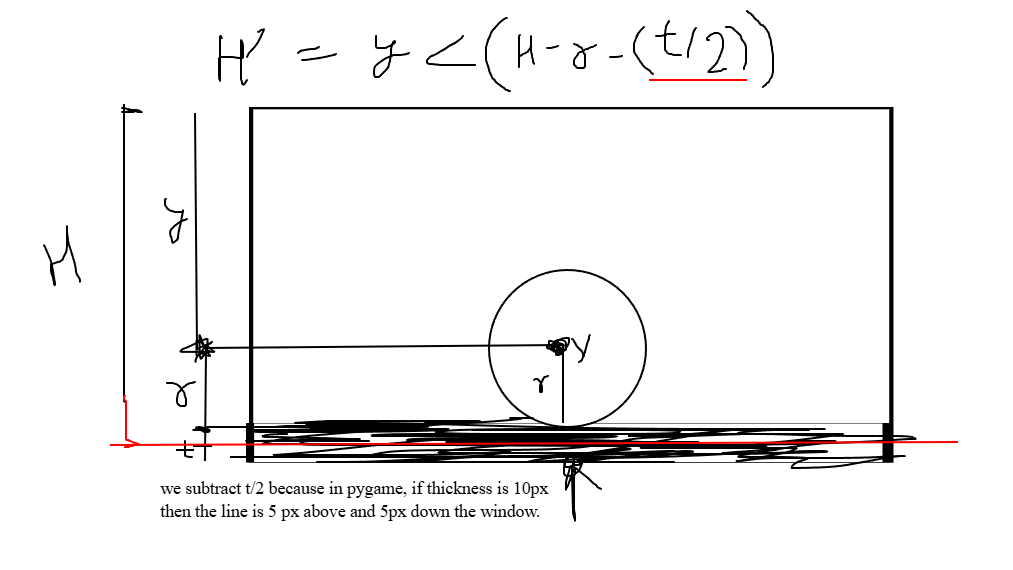 H' = y < (H-r-(t/2))
y
H
y
r
r
t
we subtract t/2 because in pygame, if thickness is 10px
then the line is 5 px above and 5px down the window.